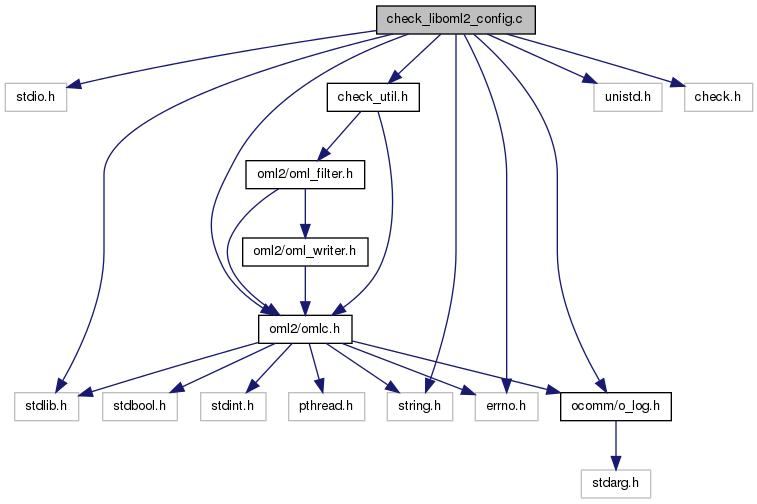 check_liboml2_config.c
stdio.h
check_util.h
unistd.h
check.h
oml2/oml_filter.h
oml2/oml_writer.h
oml2/omlc.h
stdlib.h
stdbool.h
stdint.h
pthread.h
string.h
errno.h
ocomm/o_log.h
stdarg.h